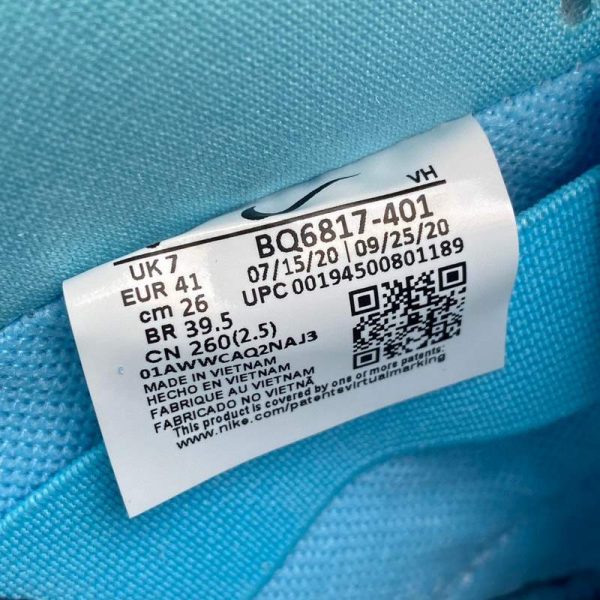 VH
UK 7
BQ6817-401
EUR 41
07/15/20 | 09/25/20
cm 26
UPC 00194500801189
BR 39.5
CN 260(2.5)
01AWWCAQ2NAJ3
MADE IN VIETNAM
HECHO EN VIETNAM
FABRIQUE AU VIETNAM
FABRICADO NO VIETNÃ
This product is covered by one or more patents:
www.nike.com/patentsvirtualmarking